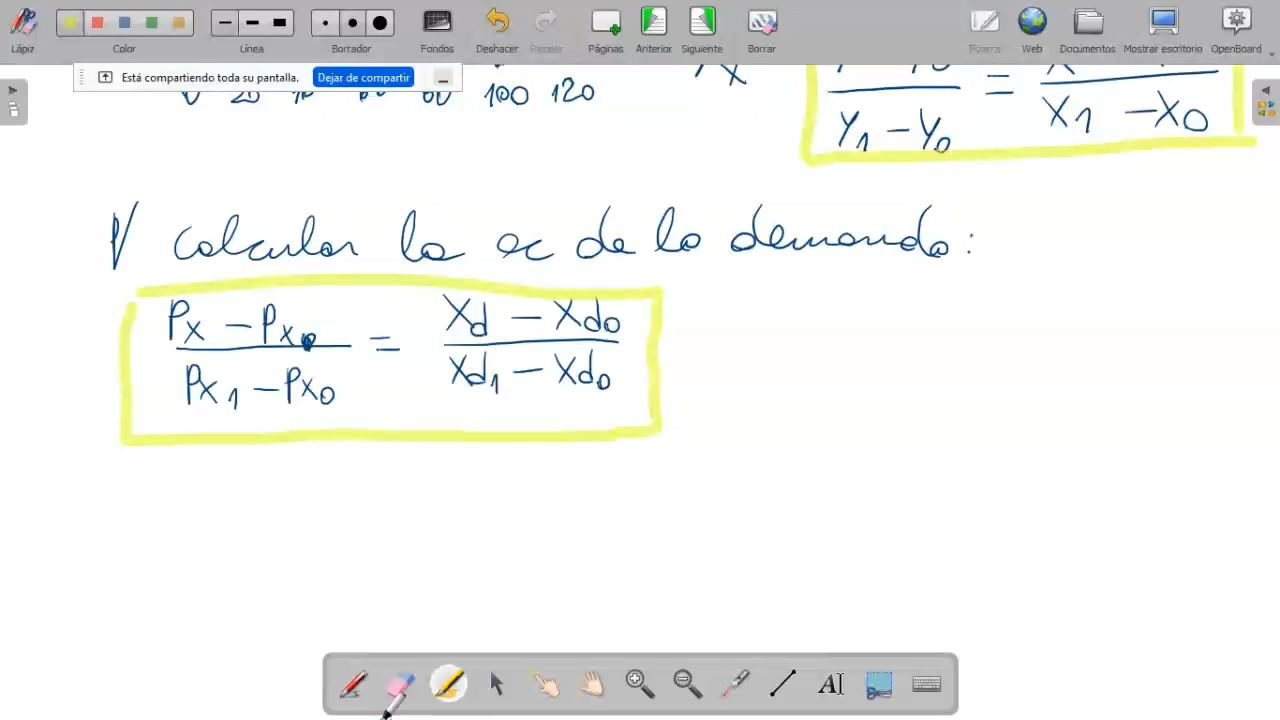 Lápiz Color Línea Borrador Fondos Deshacer Rehacer Páginas Anterior Siguiente Borrar Pizarra Web Documentos Mostrar escritorio OpenBoard
Está compartiendo toda su pantalla. Dejar de compartir
100 120
Y1 - Y0 = X1 - X0
P/ calcular la ec de la demanda:
Px - Px0 = Xd - Xd0
Px1 - Px0 Xd1 - Xd0
AI